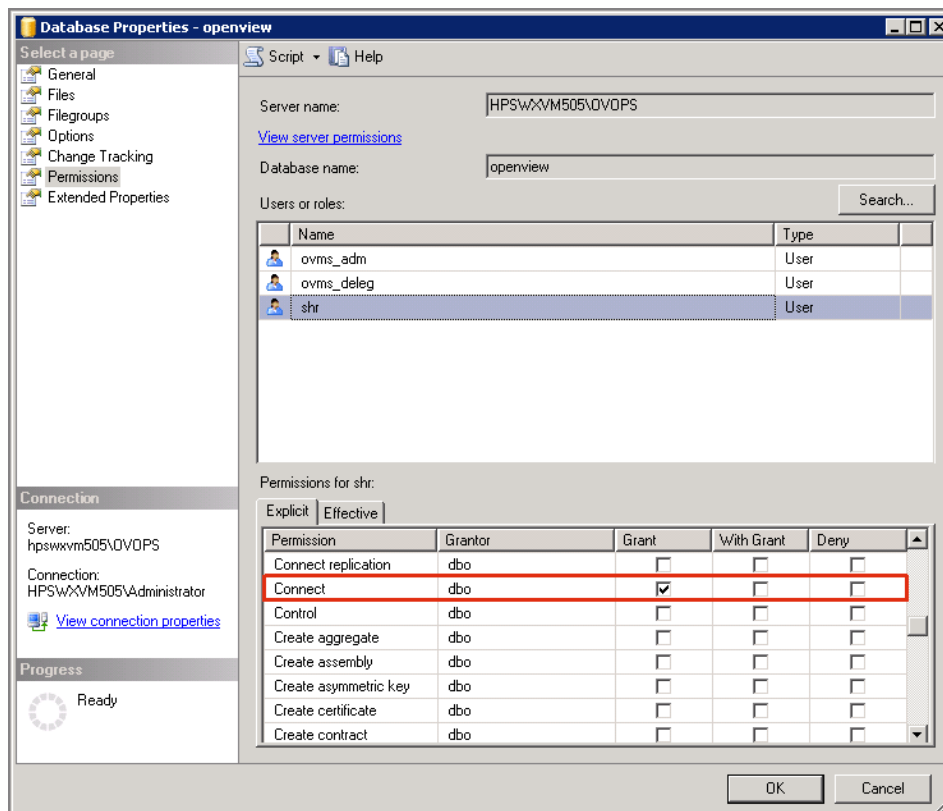 Database Properties - openview
Select a page
General
Files
Filegroups
Options
Change Tracking
Permissions
Extended Properties
Script
Help
Server name:
HPSWXVM505\OVOPS
View server permissions
Database name:
openview
Users or roles:
Search...
Name Type
ovms_adm User
ovms_deleg User
shr User
Permissions for shr:
Explicit Effective
Permission Grantor Grant With Grant Deny
Connect replication dbo
Connect dbo
Control dbo
Create aggregate dbo
Create assembly dbo
Create asymmetric key dbo
Create certificate dbo
Create contract dbo
Connection
Server:
hpswxvm505\OVOPS
Connection:
HPSWXVM505\Administrator
View connection properties
Progress
Ready
OK Cancel